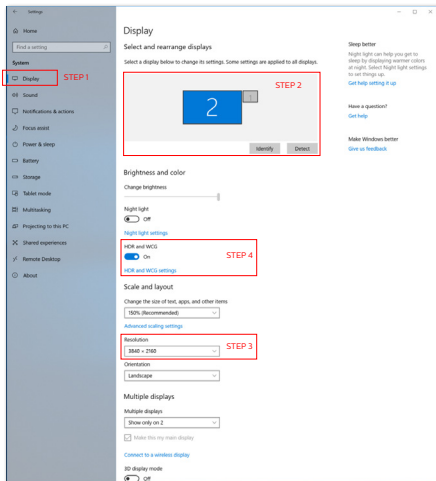 Settings
Home
Find a setting
System
Display
STEP 1
Sound
Notifications & actions
Focus assist
Power & sleep
Battery
Storage
Tablet mode
Multitasking
Projecting to this PC
Shared experiences
Remote Desktop
About
Display
Select and rearrange displays
Select a display below to change its settings. Some settings are applied to all displays.
STEP 2
2
1
Identify
Detect
Brightness and color
Change brightness
Night light
Off
Night light settings
HDR and WCG
On
STEP 4
HDR and WCG settings
Scale and layout
Change the size of text, apps, and other items
150% (Recommended)
Advanced scaling settings
Resolution
3840 × 2160
STEP 3
Orientation
Landscape
Multiple displays
Multiple displays
Show only on 2
Make this my main display
Connect to a wireless display
3D display mode
Off
Sleep better
Night light can help you get to
sleep by displaying warmer colors
at night. Select Night light settings
to set things up.
Get help setting it up
Have a question?
Get help
Make Windows better
Give us feedback